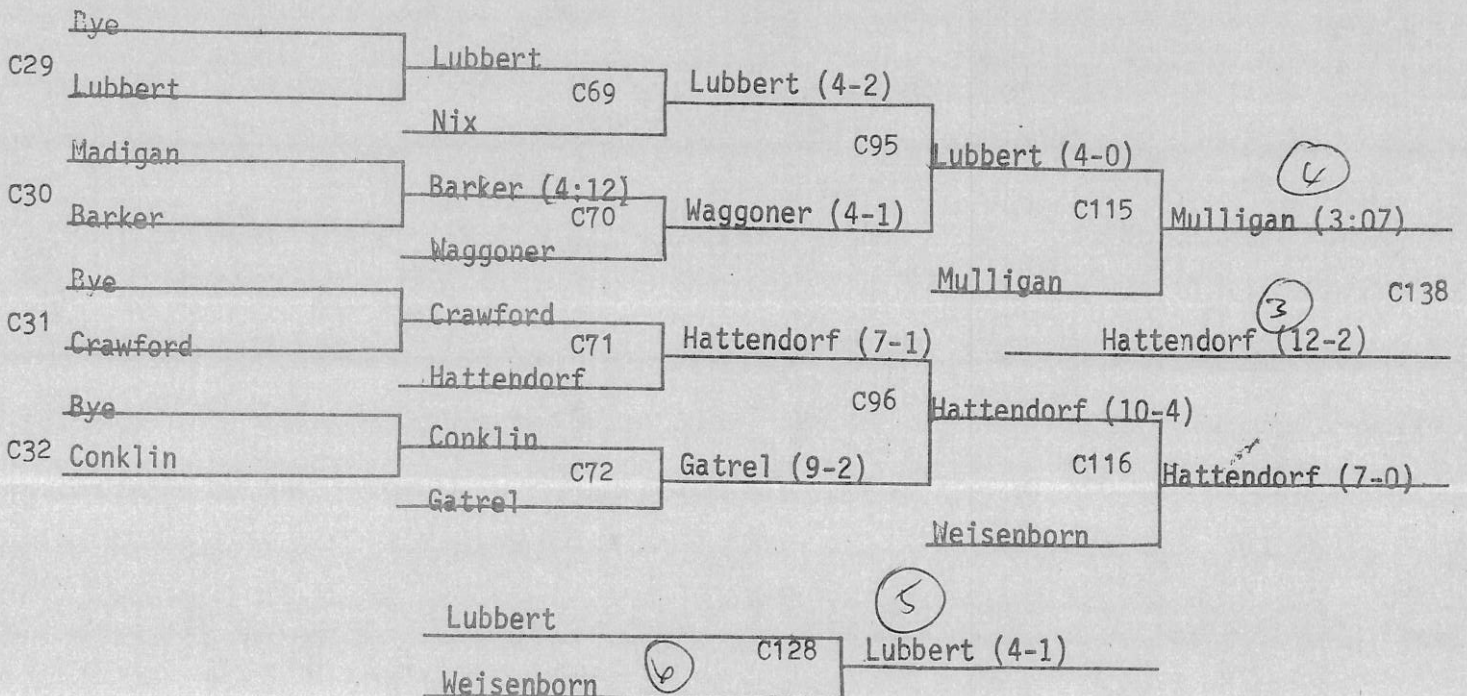 Bye
C29
Lubbert
Lubbert
C69
Nix
Lubbert (4-2)
Madigan
C30
Barker
Barker (4:12)
C70
Waggoner
Waggoner (4-1)
C95
Lubbert (4-0)
C115
Mulligan
4
Mulligan (3:07)
Bye
C31
Crawford
Crawford
C71
Hattendorf
Hattendorf (7-1)
3
C138
Hattendorf (12-2)
Bye
C32 Conklin
Conklin
C72
Gatrel
Gatrel (9-2)
C96
Hattendorf (10-4)
C116
Weisenborn
Hattendorf (7-0)
Lubbert
C128
Weisenborn
6
5
Lubbert (4-1)